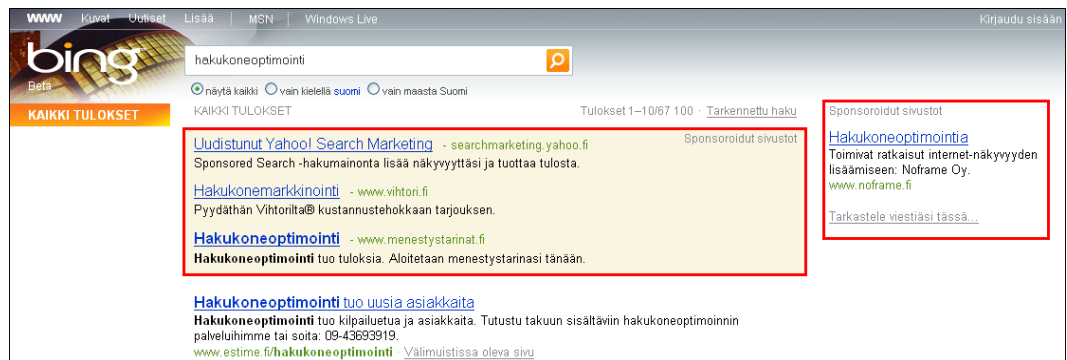 WWW Kuvat Uutiset Lisää | MSN | Windows Live Kirjaudu sisään
bing
Beta
hakukoneoptimointi
näytä kaikki vain kielellä suomi vain maasta Suomi
KAIKKI TULOKSET
KAIKKI TULOKSET Tulokset 1–10/67 100 · Tarkennettu haku
Sponsoroidut sivustot
Uudistunut Yahoo! Search Marketing - searchmarketing.yahoo.fi
Sponsored Search -hakumainonta lisää näkyvyyttäsi ja tuottaa tulosta.
Hakukonemarkkinointi - www.vihtori.fi
Pyydäthän Vihtorilta® kustannustehokkaan tarjouksen.
Hakukoneoptimointi - www.menestystarinat.fi
Hakukoneoptimointi tuo tuloksia. Aloitetaan menestystarinasi tänään.
Hakukoneoptimointi tuo uusia asiakkaita
Hakukoneoptimointi tuo kilpailuetua ja asiakkaita. Tutustu takuun sisältäviin hakukoneoptimoinnin
palveluihimme tai soita: 09-43693919.
www.estime.fi/hakukoneoptimointi · Välimuistissa oleva sivu
Sponsoroidut sivustot
Hakukoneoptimointia
Toimivat ratkaisut internet-näkyvyyden
lisäämiseen: Noframe Oy.
www.noframe.fi
Tarkastele viestiäsi tässä...